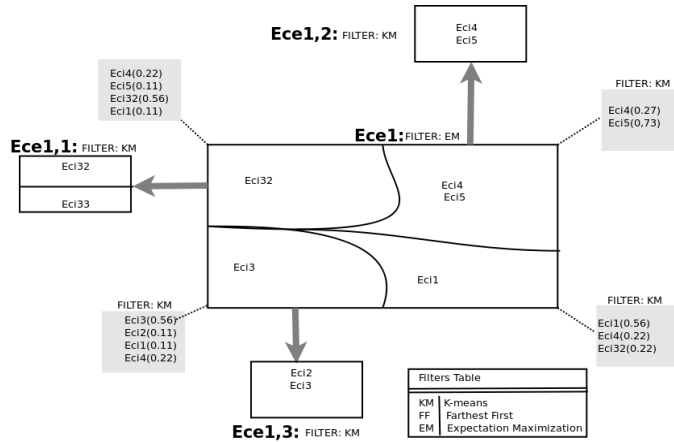 Ece1,2: FILTER: KM
Eci4
Eci5
Eci4(0.22)
Eci5(0.11)
Eci32(0.56)
Eci1(0.11)
FILTER: KM
Eci4(0.27)
Eci5(0,73)
Ece1,1: FILTER: KM
Eci32
Eci33
Ece1: FILTER: EM
Eci32
Eci4
Eci5
Eci3
Eci1
FILTER: KM
Eci3(0.56)
Eci2(0.11)
Eci1(0.11)
Eci4(0.22)
FILTER: KM
Eci1(0.56)
Eci4(0.22)
Eci32(0.22)
Eci2
Eci3
Ece1,3: FILTER: KM
Filters Table
KM K-means
FF Farthest First
EM Expectation Maximization